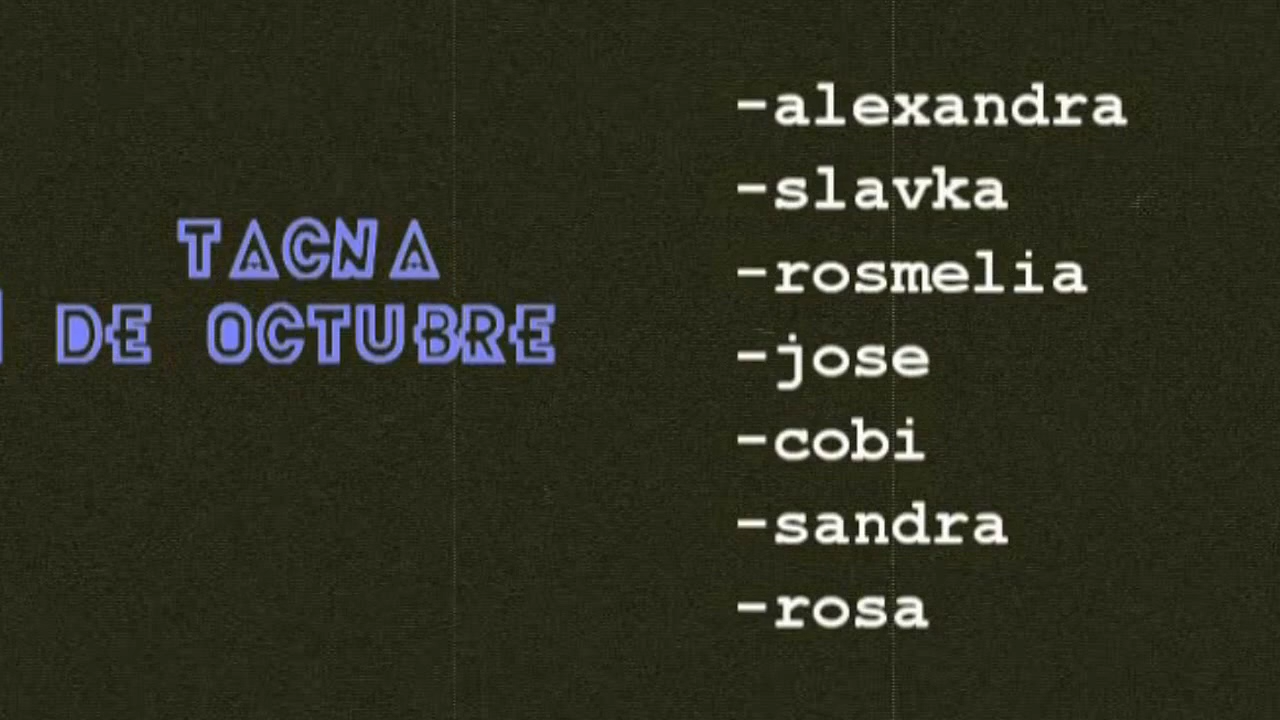 TACNA
DE OCTUBRE
-alexandra
-slavka
-rosmelia
-jose
-cobi
-sandra
-rosa